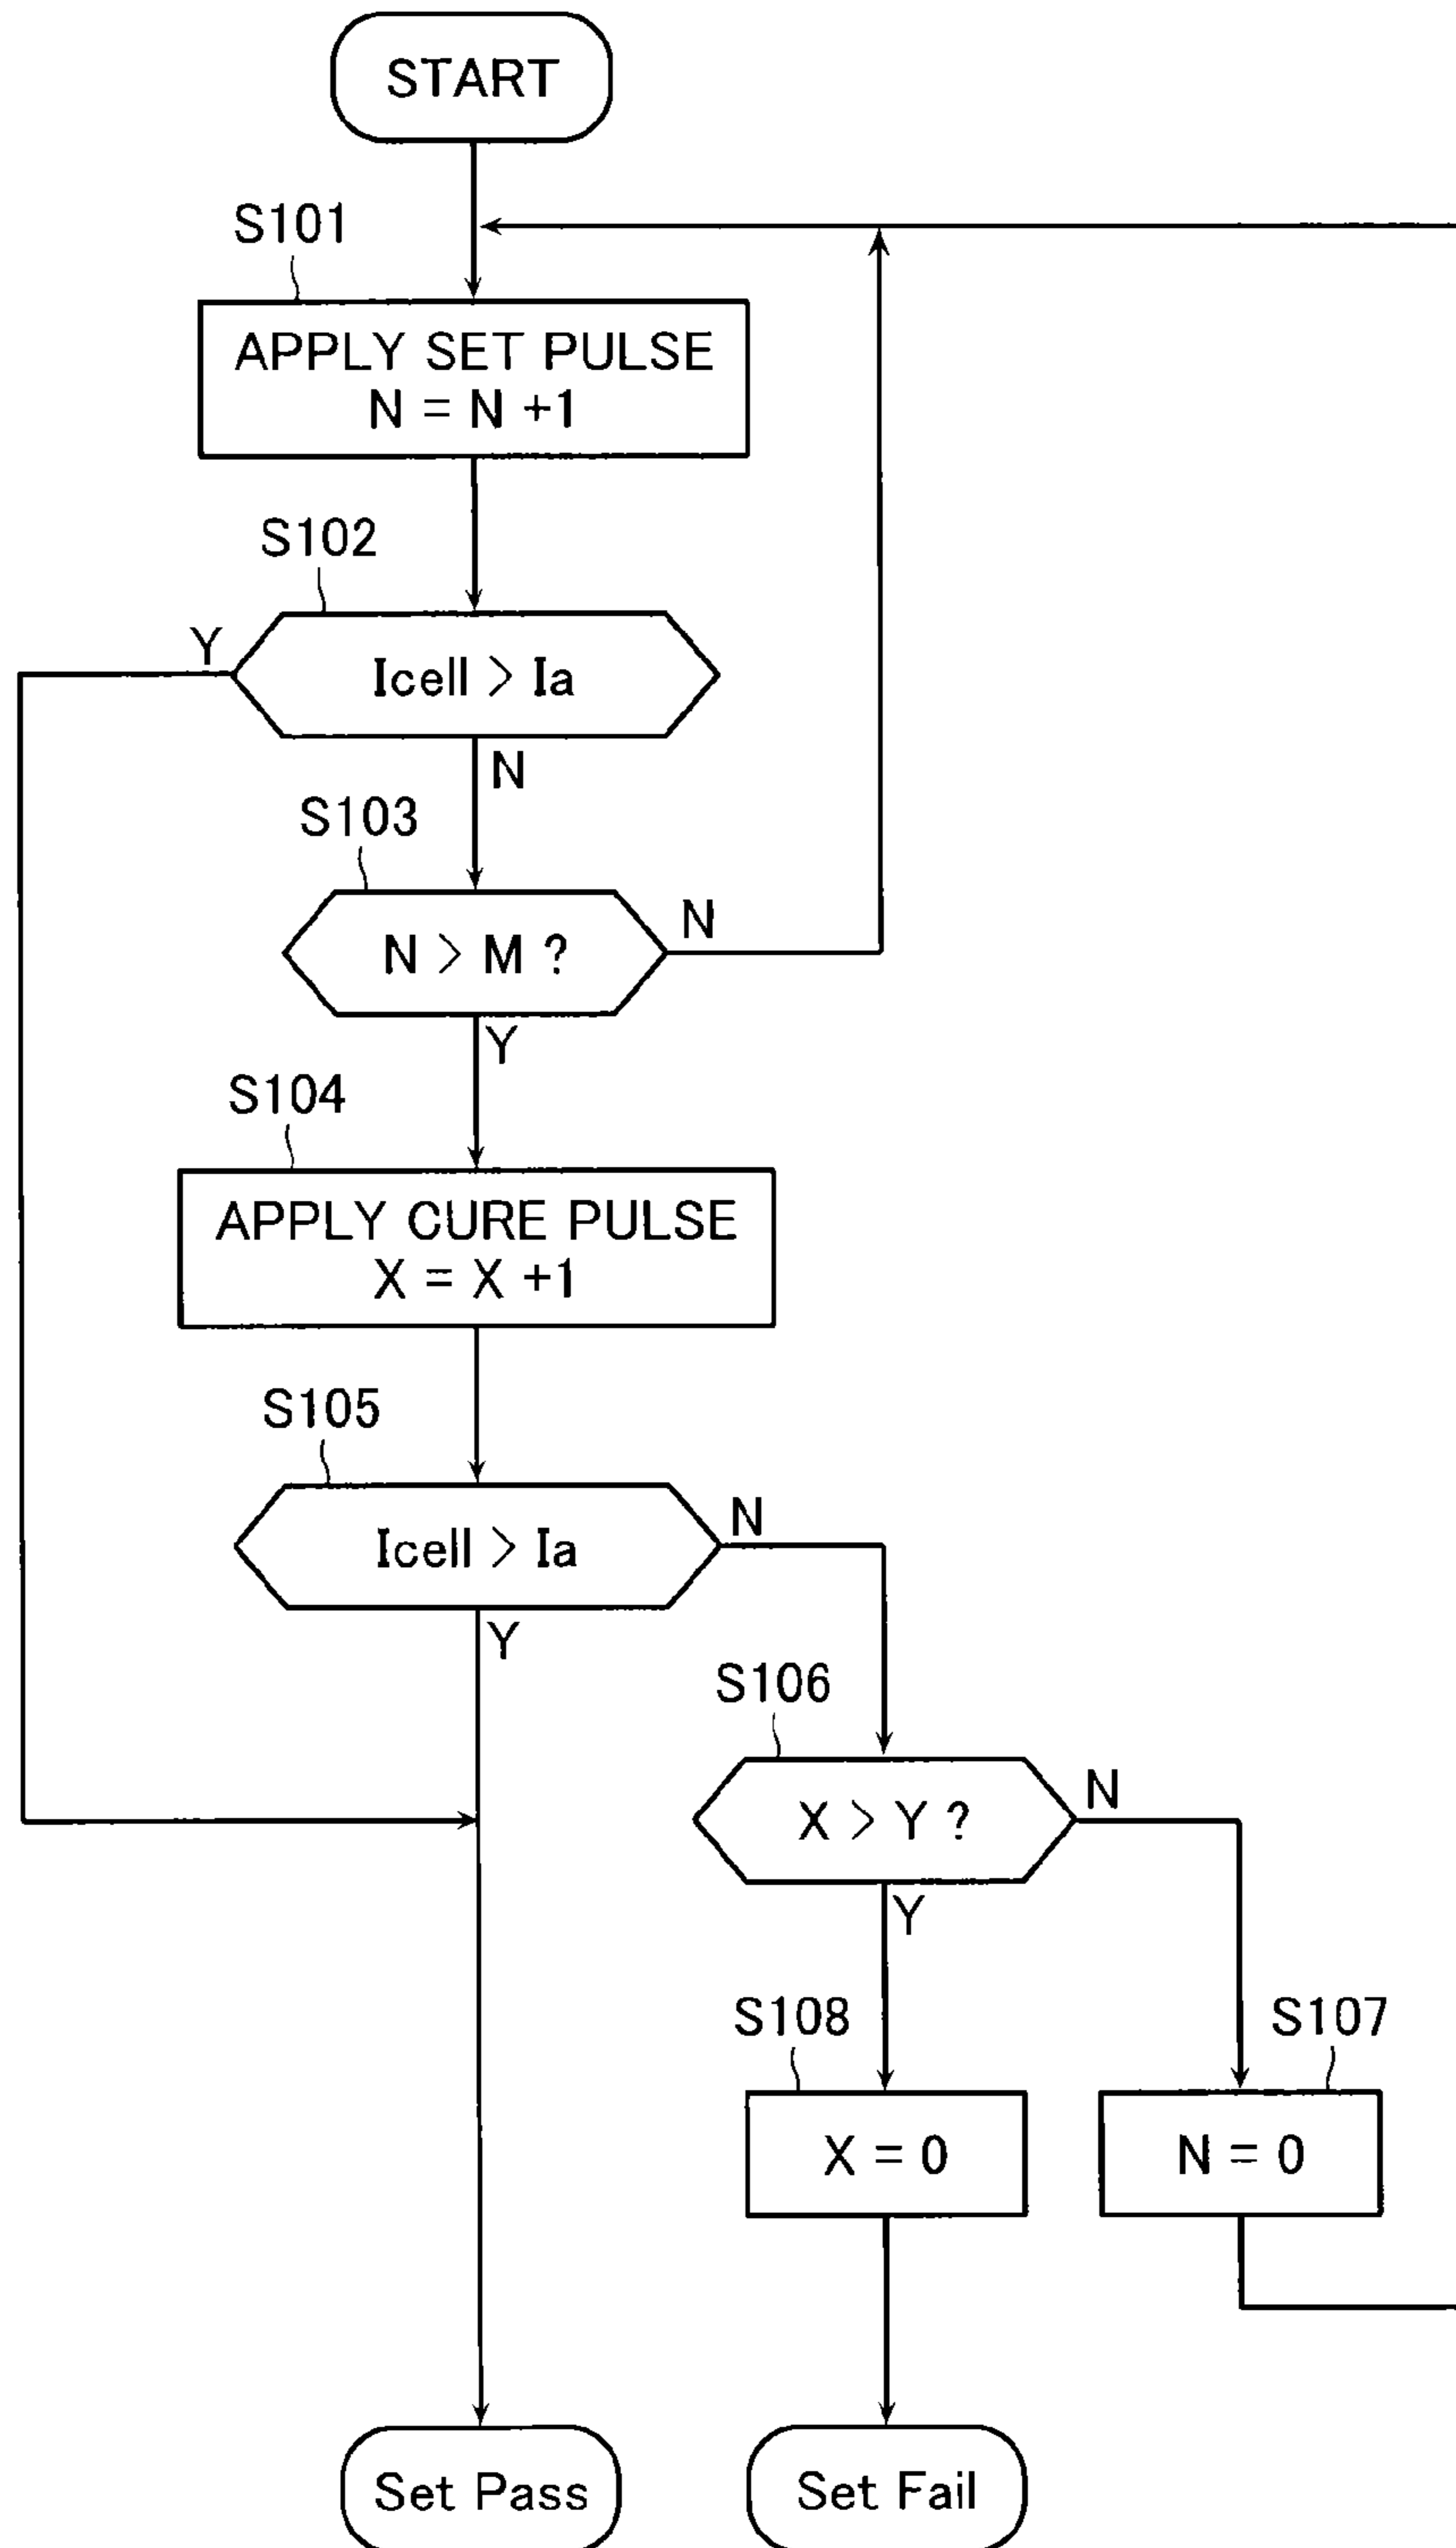 START
S101
APPLY SET PULSE
N = N +1
S102
Y
Icell > Ia
N
S103
N > M ?
N
Y
S104
APPLY CURE PULSE
X = X +1
S105
Icell > Ia
N
Y
S106
X > Y ?
N
Y
S108
S107
X = 0
N = 0
Set Pass
Set Fail